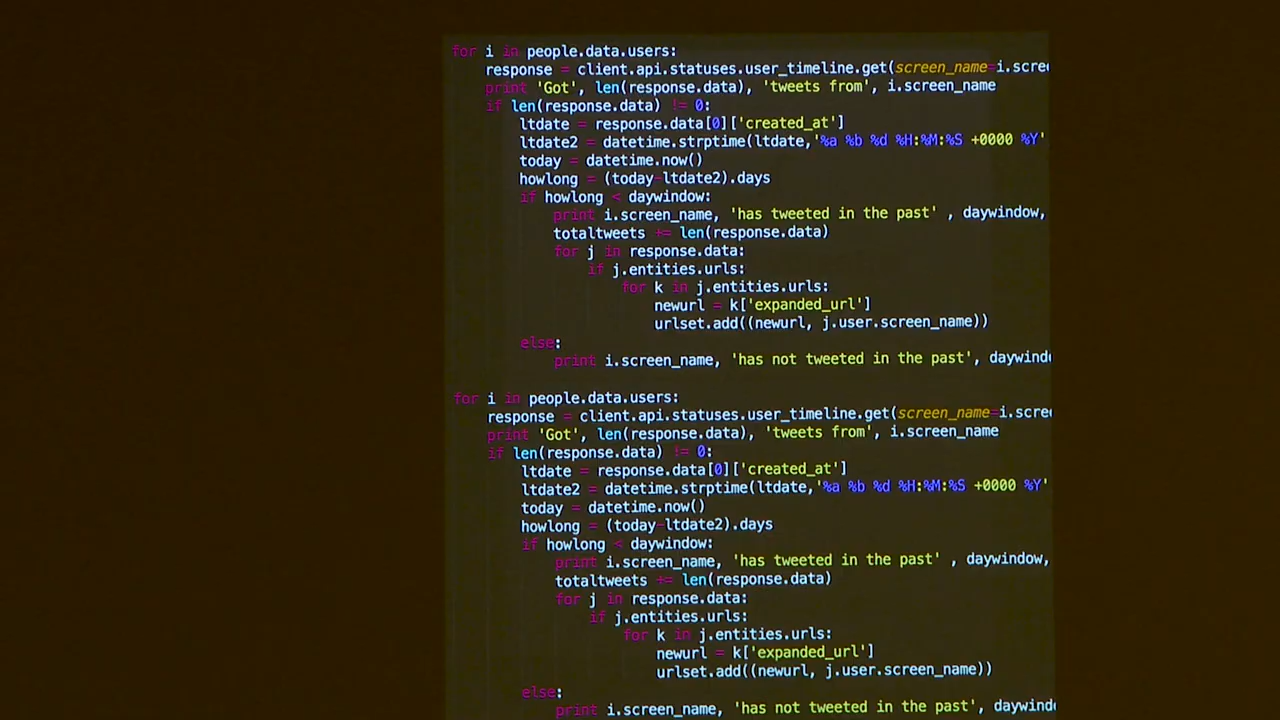 for i in people.data.users:
    response = client.api.statuses.user_timeline.get(screen_name=i.scree
    print 'Got', len(response.data), 'tweets from', i.screen_name
    if len(response.data) != 0:
        ltdate = response.data[0]['created_at']
        ltdate2 = datetime.strptime(ltdate,'%a %b %d %H:%M:%S +0000 %Y'
        today = datetime.now()
        howlong = (today-ltdate2).days
        if howlong < daywindow:
            print i.screen_name, 'has tweeted in the past' , daywindow,
            totaltweets += len(response.data)
            for j in response.data:
                if j.entities.urls:
                    for k in j.entities.urls:
                        newurl = k['expanded_url']
                        urlset.add((newurl, j.user.screen_name))
        else:
            print i.screen_name, 'has not tweeted in the past', daywindo
for i in people.data.users:
    response = client.api.statuses.user_timeline.get(screen_name=i.scree
    print 'Got', len(response.data), 'tweets from', i.screen_name
    if len(response.data) != 0:
        ltdate = response.data[0]['created_at']
        ltdate2 = datetime.strptime(ltdate,'%a %b %d %H:%M:%S +0000 %Y'
        today = datetime.now()
        howlong = (today-ltdate2).days
        if howlong < daywindow:
            print i.screen_name, 'has tweeted in the past' , daywindow,
            totaltweets += len(response.data)
            for j in response.data:
                if j.entities.urls:
                    for k in j.entities.urls:
                        newurl = k['expanded_url']
                        urlset.add((newurl, j.user.screen_name))
        else:
            print i.screen_name, 'has not tweeted in the past', daywindo